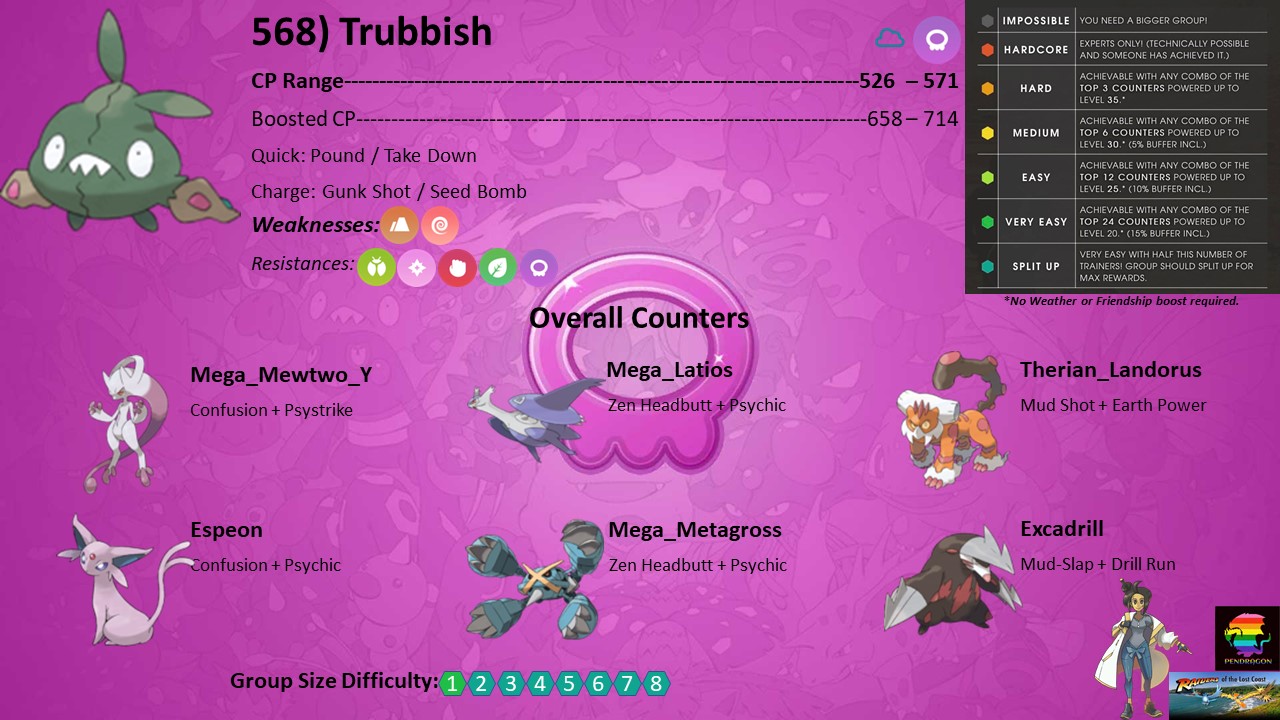 568) Trubbish
CP Range---526 – 571
Boosted CP---658 – 714
Quick: Pound / Take Down
Charge: Gunk Shot / Seed Bomb
Weaknesses:
Resistances:
IMPOSSIBLE YOU NEED A BIGGER GROUP!
HARDCORE EXPERTS ONLY! (TECHNICALLY POSSIBLE
AND SOMEONE HAS ACHIEVED IT.)
HARD ACHIEVABLE WITH ANY COMBO OF THE
TOP 3 COUNTERS POWERED UP TO
LEVEL 35.*
MEDIUM ACHIEVABLE WITH ANY COMBO OF THE
TOP 6 COUNTERS POWERED UP TO
LEVEL 30.* (5% BUFFER INCL.)
EASY ACHIEVABLE WITH ANY COMBO OF THE
TOP 12 COUNTERS POWERED UP TO
LEVEL 25.* (10% BUFFER INCL.)
VERY EASY ACHIEVABLE WITH ANY COMBO OF THE
TOP 24 COUNTERS POWERED UP TO
LEVEL 20.* (15% BUFFER INCL.)
SPLIT UP VERY EASY WITH HALF THIS NUMBER OF
TRAINERS! GROUP SHOULD SPLIT UP FOR
MAX REWARDS.
*No Weather or Friendship boost required.
Overall Counters
Mega_Mewtwo_Y
Confusion + Psystrike
Mega_Latios
Zen Headbutt + Psychic
Therian_Landorus
Mud Shot + Earth Power
Espeon
Confusion + Psychic
Mega_Metagross
Zen Headbutt + Psychic
Excadrill
Mud-Slap + Drill Run
Group Size Difficulty: 1 2 3 4 5 6 7 8
PENDRAGON
RAIDERS of the Lost Coast